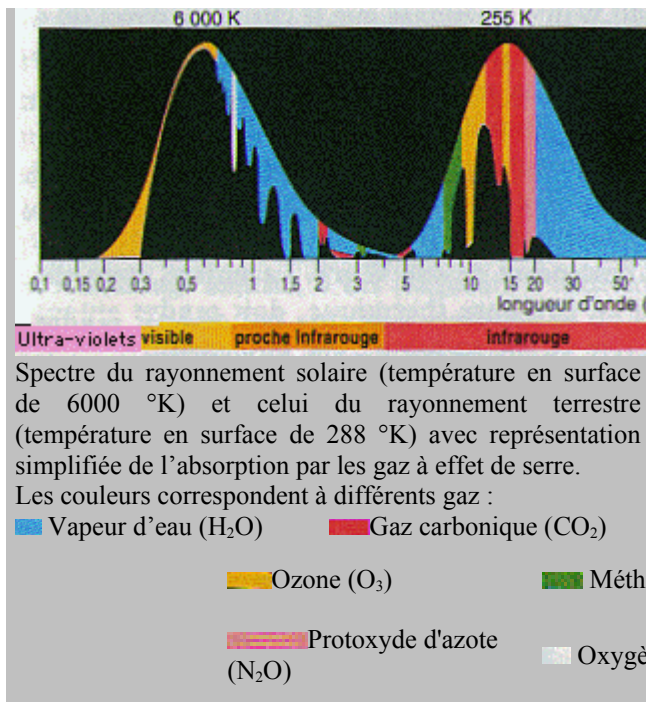 6 000 K 255 K
0,1 0,15 0,2 0,3 0,5 1 1,5 2 3 5 10 15 20 30 50
longueur d'onde (
Ultra-violets visible proche Infrarouge infrarouge
Spectre du rayonnement solaire (température en surface
de 6000 °K) et celui du rayonnement terrestre
(température en surface de 288 °K) avec représentation
simplifiée de l’absorption par les gaz à effet de serre.
Les couleurs correspondent à différents gaz :
Vapeur d’eau (H₂O) Gaz carbonique (CO₂)
Ozone (O₃) Méth
Protoxyde d'azote
(N₂O) Oxygè